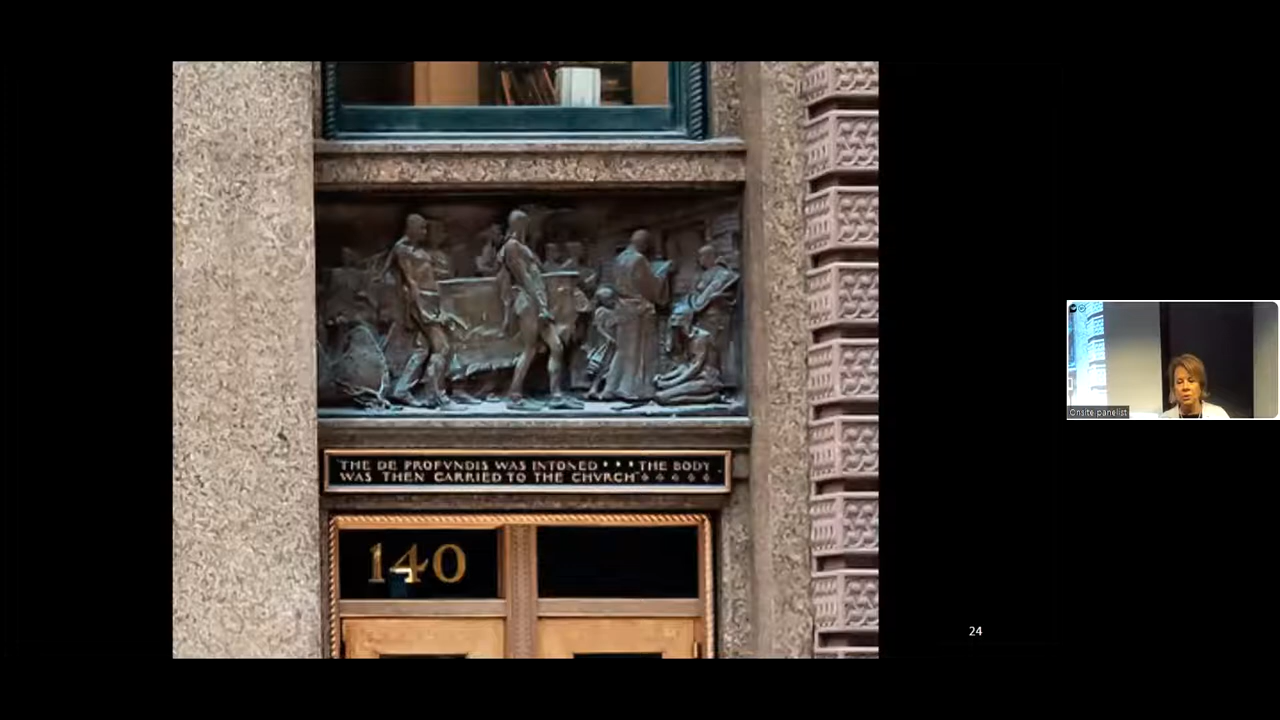 "THE DE PROFVNDIS WAS INTONED • • • THE BODY
WAS THEN CARRIED TO THE CHVRCH"
140
24
Onsite panelist